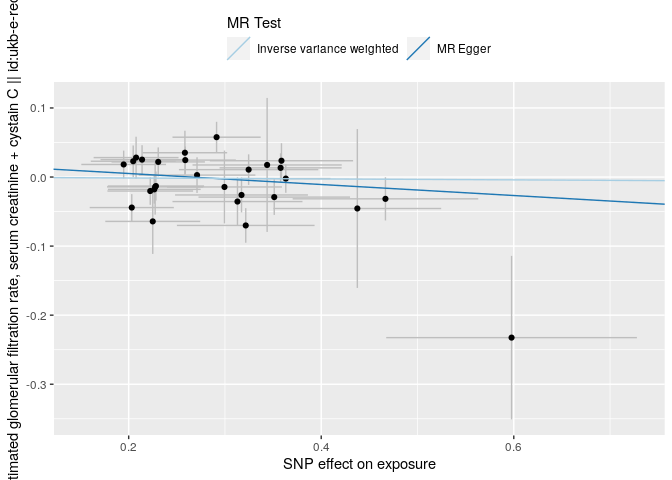 MR Test
Inverse variance weighted
MR Egger
timated glomerular filtration rate, serum creatinine + cystain C || id:ukb-e-rec
0.1
0.0
-0.1
-0.2
-0.3
0.2
0.4
0.6
SNP effect on exposure